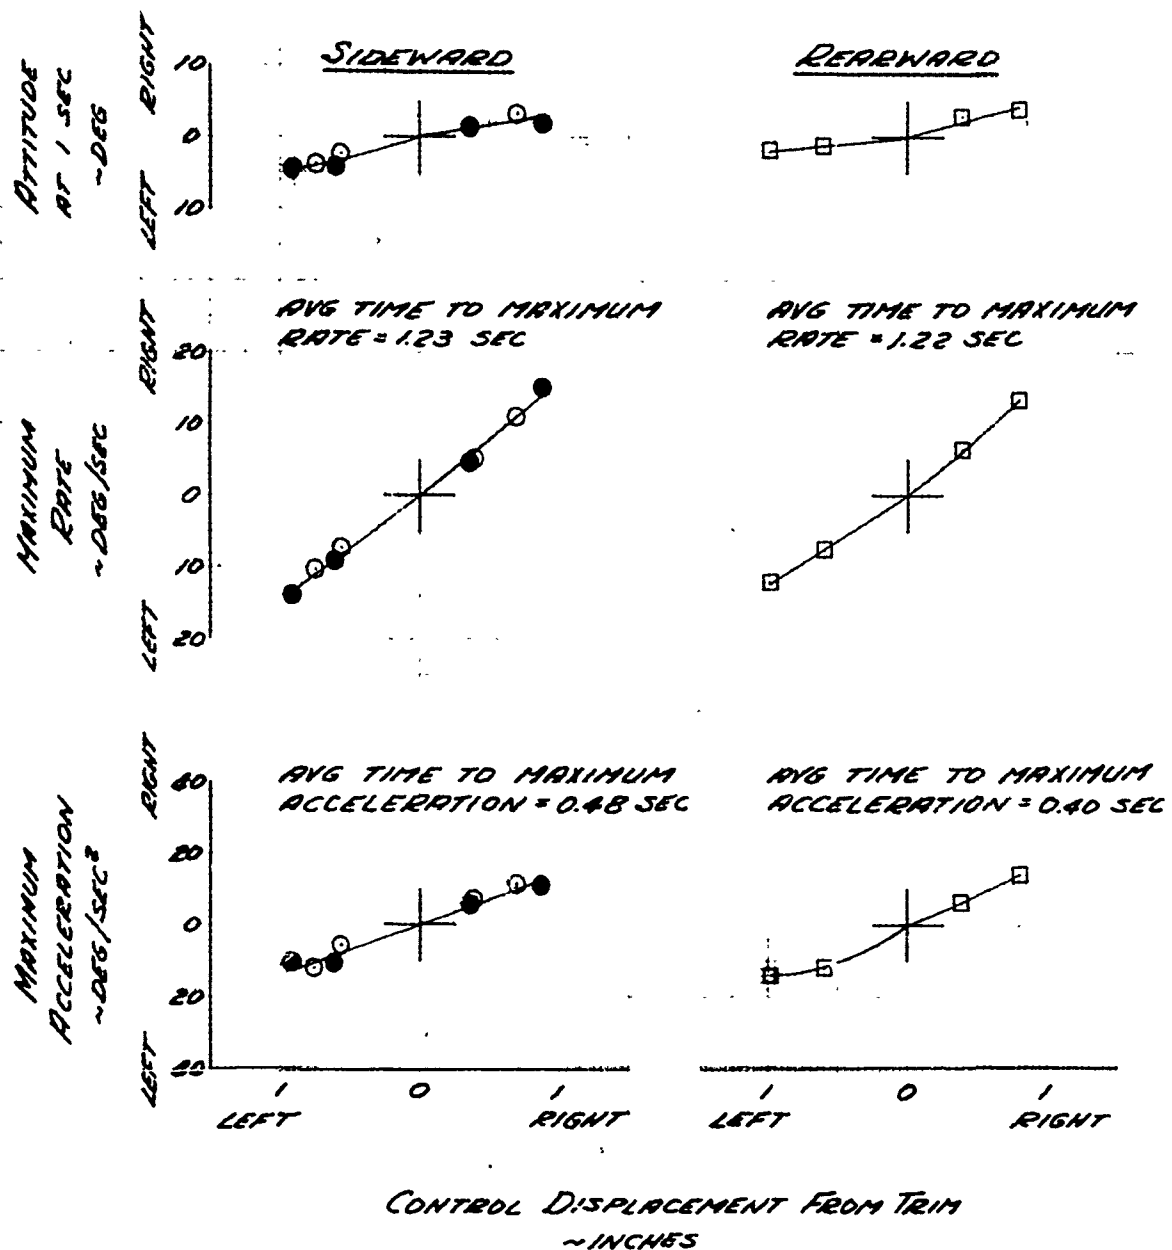 SIDEWARD
REARWARD
ATTITUDE
AT 1 SEC
~DEG
RIGHT
LEFT
10
0
10
AVG TIME TO MAXIMUM
RATE = 1.23 SEC
AVG TIME TO MAXIMUM
RATE = 1.22 SEC
MAXIMUM
RATE
~DEG/SEC
RIGHT
LEFT
20
10
0
10
20
AVG TIME TO MAXIMUM
ACCELERATION = 0.48 SEC
AVG TIME TO MAXIMUM
ACCELERATION = 0.40 SEC
MAXIMUM
ACCELERATION
~DEG/SEC²
RIGHT
LEFT
40
20
0
20
40
1 0 1
LEFT RIGHT
1 0 1
LEFT RIGHT
CONTROL DISPLACEMENT FROM TRIM
~INCHES